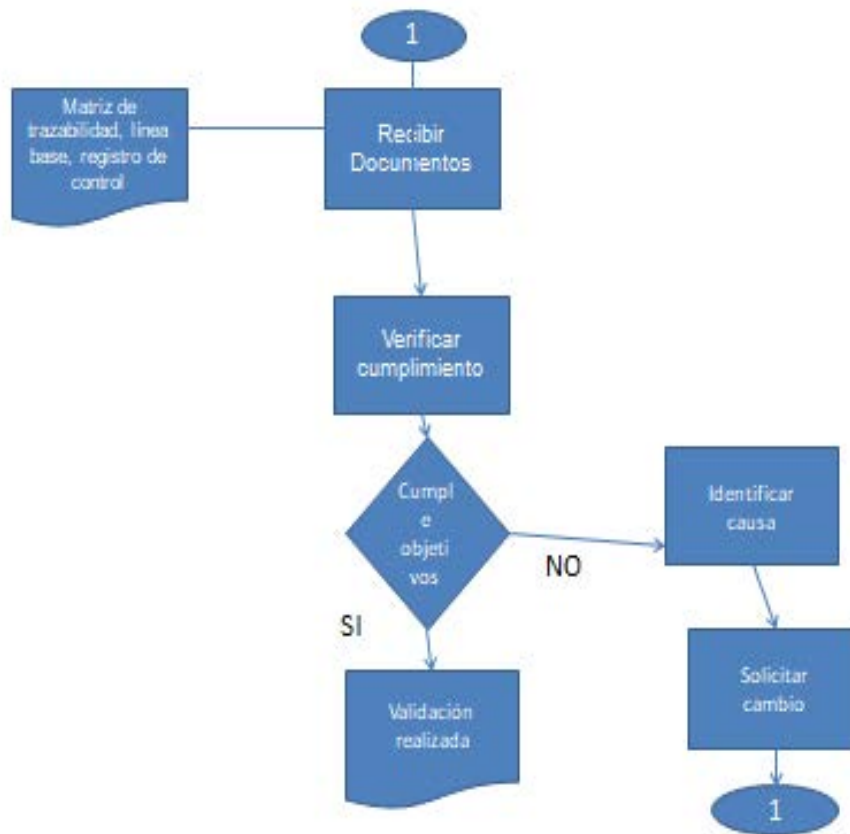 1
Matriz de
trazabilidad, línea
base, registro de
control
Recibir
Documentos
Verificar
cumplimiento
Cumpl
e
objeti
vos
NO
SI
Identificar
causa
Validación
realizada
Solicitar
cambio
1